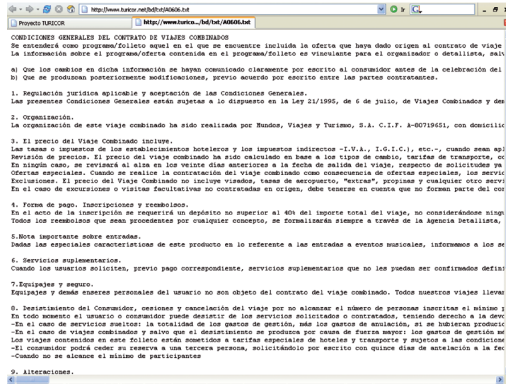 http://www.turicor.net/bd/txt/A0606.txt
Proyecto TURICOR
http://www.turico.../bd/txt/A0606.txt
CONDICIONES GENERALES DEL CONTRATO DE VIAJES COMBINADOS
Se entenderá como programa/folleto aquel en el que se encuentre incluida la oferta que haya dado origen al contrato de viaje
La información sobre el programa/oferta contenida en el programa/folleto es vinculante para el organizador o detallista, salv
a) Que los cambios en dicha información se hayan comunicado claramente por escrito al consumidor antes de la celebración del
b) Que se produzcan posteriormente modificaciones, previo acuerdo por escrito entre las partes contratantes.
1. Regulación jurídica aplicable y aceptación de las Condiciones Generales.
Las presentes Condiciones Generales están sujetas a lo dispuesto en la Ley 21/1995, de 6 de julio, de Viajes Combinados y dem
2. Organización.
La organización de este viaje combinado ha sido realizada por Mundos, Viajes y Turismo, S.A. C.I.F. A-80719651, con domicilio
3. El precio del Viaje Combinado incluye.
Las tasas o impuestos de los establecimientos hoteleros y los impuestos indirectos -I.V.A., I.G.I.C.), etc.-, cuando sean apl
Revisión de precios. El precio del viaje combinado ha sido calculado en base a los tipos de cambio, tarifas de transporte, co
En ningún caso, se revisará al alza en los veinte días anteriores a la fecha de salida del viaje, respecto de solicitudes ya
Ofertas especiales. Cuando se realice la contratación del viaje combinado como consecuencia de ofertas especiales, los servic
Exclusiones. El precio del Viaje Combinado no incluye visados, tasas de aeropuerto, "extras", propinas y cualquier otro servi
En el caso de excursiones o visitas facultativas no contratadas en origen, debe tenerse en cuenta que no forman parte del con
4. Forma de pago. Inscripciones y reembolsos.
En el acto de la inscripción se requerirá un depósito no superior al 40% del importe total del viaje, no considerándose ningu
Todos los reembolsos que sean procedentes por cualquier concepto, se formalizarán siempre a través de la Agencia Detallista,
5.Nota importante sobre entradas.
Dadas las especiales características de este producto en lo referente a las entradas a eventos musicales, informamos a los se
6. Servicios suplementarios.
Cuando los usuarios soliciten, previo pago correspondiente, servicios suplementarios que no les puedan ser confirmados defini
7.Equipajes y seguro.
Equipajes y demás enseres personales del usuario no son objeto del contrato del viaje combinado. Todos nuestros viajes llevar
8. Desistimiento del Consumidor, cesiones y cancelación del viaje por no alcanzar el número de personas inscritas el mínimo p
En todo momento el usuario o consumidor puede desistir de los servicios solicitados o contratados, teniendo derecho a la devo
-En el caso de servicios sueltos: la totalidad de los gastos de gestión, más los gastos de anulación, si se hubieran producid
-En el caso de viajes combinados y salvo que el desistimiento se produzca por causa de fuerza mayor: los gastos de gestión má
Los viajes contenidos en este folleto están sometidos a tarifas especiales de hoteles y transporte y sujetos a las condicione
-El consumidor podrá ceder su reserva a una tercera persona, solicitándolo por escrito con quince días de antelación a la fec
-Cuando no se alcance el mínimo de participantes
9. Alteraciones.